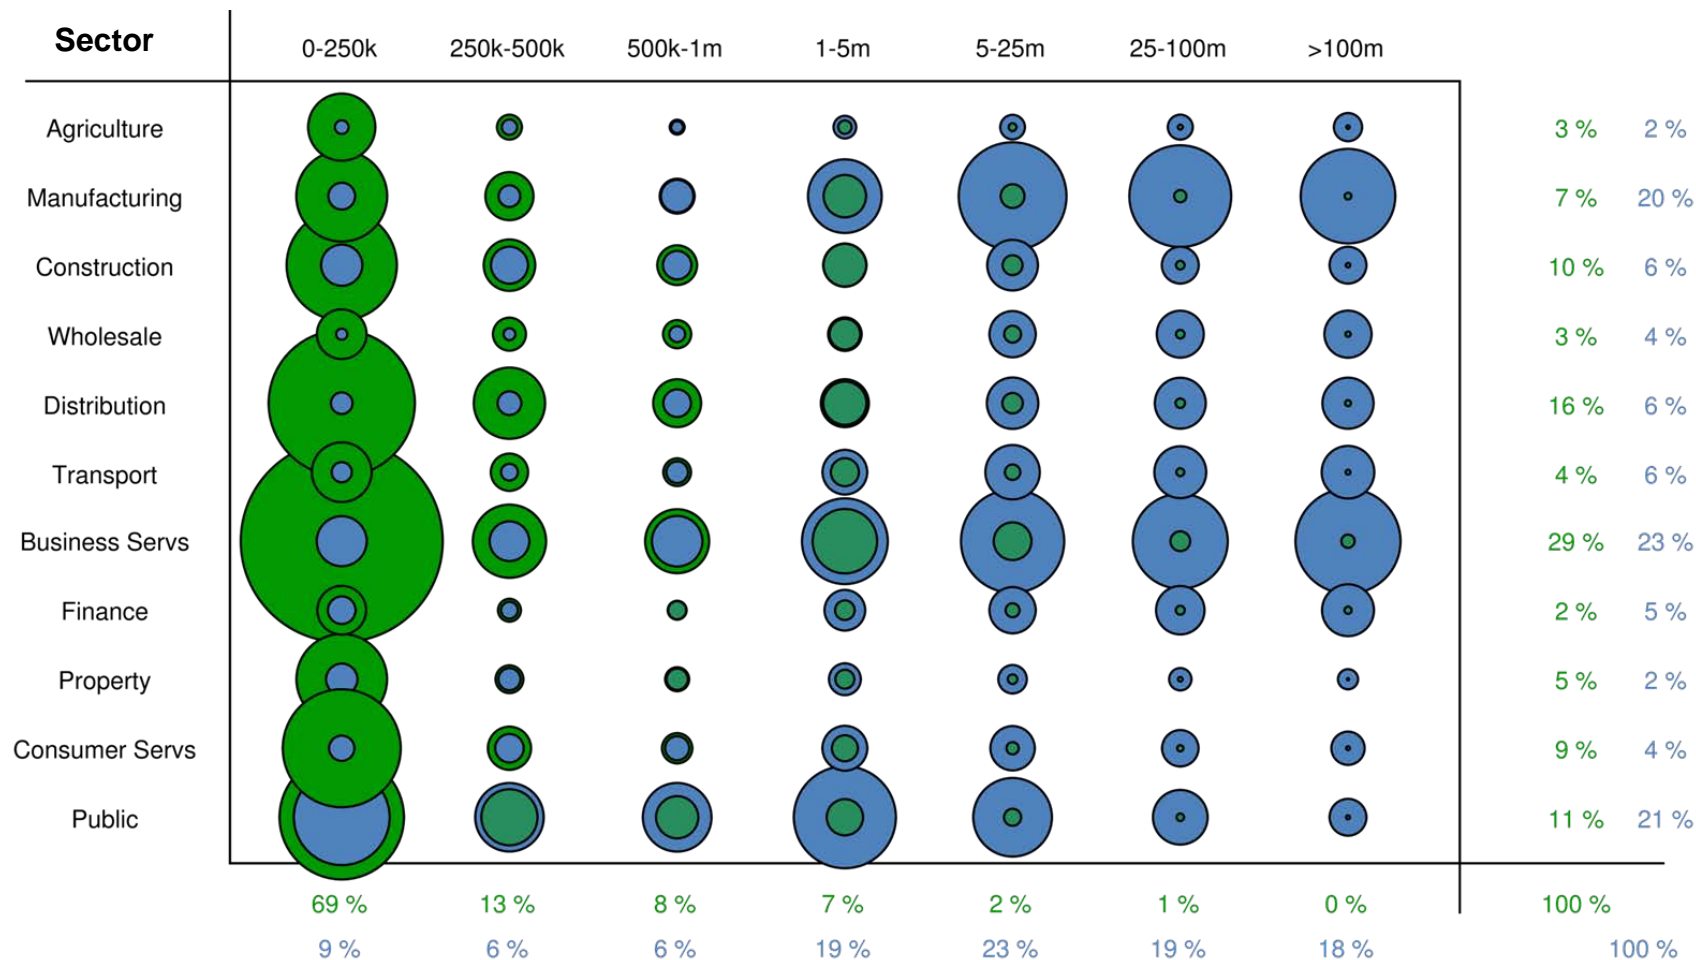 Sector 0-250k 250k-500k 500k-1m 1-5m 5-25m 25-100m >100m
Agriculture 3 % 2 %
Manufacturing 7 % 20 %
Construction 10 % 6 %
Wholesale 3 % 4 %
Distribution 16 % 6 %
Transport 4 % 6 %
Business Servs 29 % 23 %
Finance 2 % 5 %
Property 5 % 2 %
Consumer Servs 9 % 4 %
Public 11 % 21 %
69 % 13 % 8 % 7 % 2 % 1 % 0 % 100 %
9 % 6 % 6 % 19 % 23 % 19 % 18 % 100 %